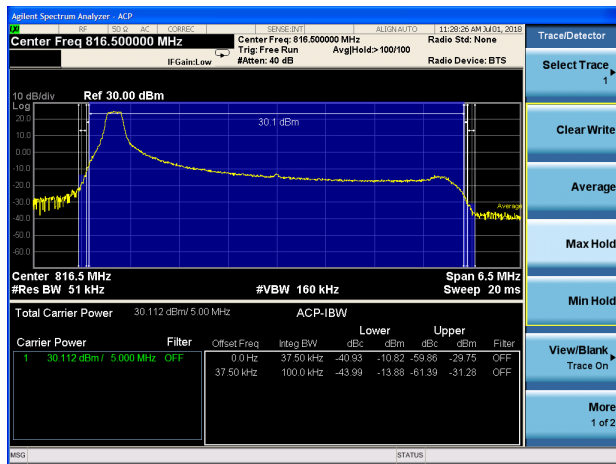 Agilent Spectrum Analyzer - ACP
RF 50 Ω AC CORREC SENSE:INT ALIGN AUTO 11:28:26 AM Jul 01, 2018
Center Freq 816.500000 MHz
Center Freq: 816.500000 MHz Radio Std: None
Trig: Free Run Avg|Hold:> 100/100
IFGain:Low #Atten: 40 dB Radio Device: BTS
10 dB/div Ref 30.00 dBm
Log
20.0
10.0
0.00
-10.0
-20.0
-30.0
-40.0
-50.0
-60.0
30.1 dBm
Average
Center 816.5 MHz Span 6.5 MHz
#Res BW 51 kHz #VBW 160 kHz Sweep 20 ms
Total Carrier Power 30.112 dBm/ 5.00 MHz ACP-IBW
Lower Upper
Carrier Power Filter Offset Freq Integ BW dBc dBm dBc dBm Filter
1 30.112 dBm / 5.000 MHz OFF 0.0 Hz 37.50 kHz -40.93 -10.82 -59.86 -29.75 OFF
37.50 kHz 100.0 kHz -43.99 -13.88 -61.39 -31.28 OFF
MSG STATUS
Trace/Detector
Select Trace
1
Clear Write
Average
Max Hold
Min Hold
View/Blank
Trace On
More
1 of 2